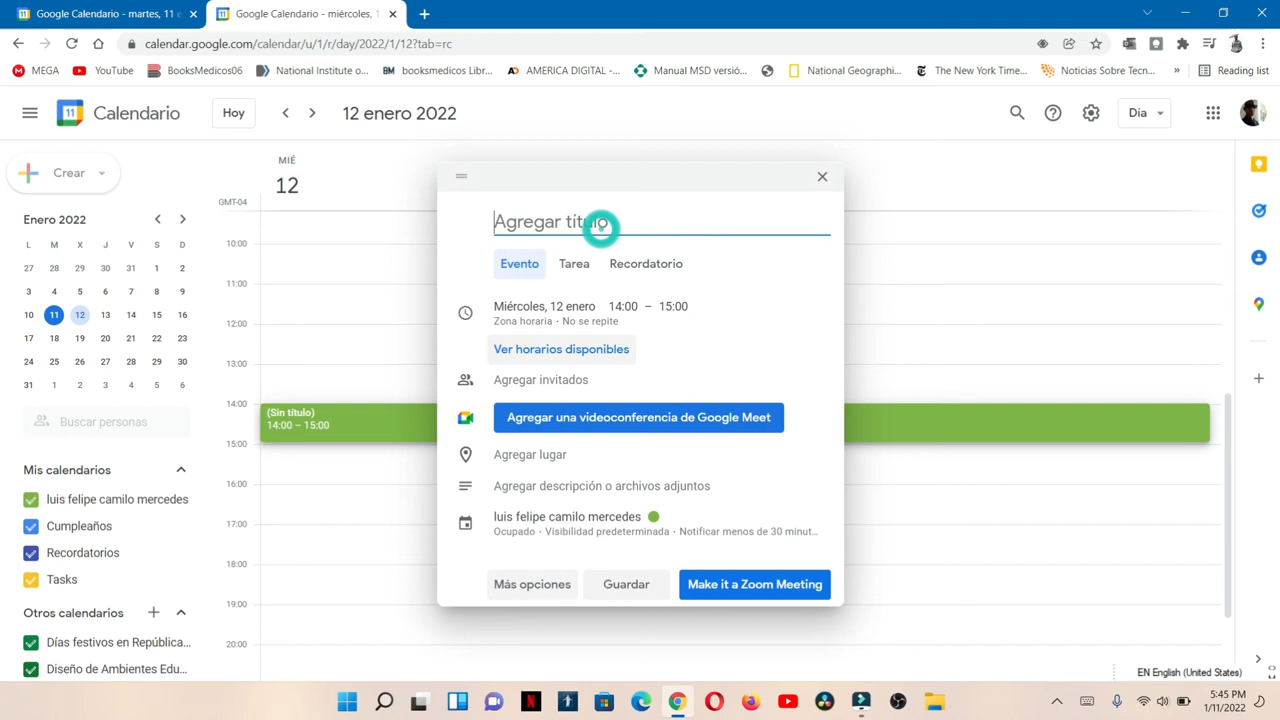 Google Calendario - martes, 11 e
Google Calendario - miércoles, 1
calendar.google.com/calendar/u/1/r/day/2022/1/12?tab=rc
MEGA
YouTube
BooksMedicos06
National Institute o...
booksmedicos Libr...
AMERICA DIGITAL -...
Manual MSD versió...
National Geographi...
The New York Time...
Noticias Sobre Tecn...
»
Reading list
Calendario
Hoy
12 enero 2022
Día
Crear
MIÉ
12
GMT-04
Enero 2022
L M X J V S D
27 28 29 30 31 1 2
3 4 5 6 7 8 9
10 11 12 13 14 15 16
17 18 19 20 21 22 23
24 25 26 27 28 29 30
31 1 2 3 4 5 6
Buscar personas
Mis calendarios
luis felipe camilo mercedes
Cumpleaños
Recordatorios
Tasks
Otros calendarios
Días festivos en República...
Diseño de Ambientes Edu...
10:00
11:00
12:00
13:00
14:00
15:00
16:00
17:00
18:00
19:00
20:00
(Sin título)
14:00 – 15:00
Agregar título
Evento Tarea Recordatorio
Miércoles, 12 enero 14:00 – 15:00
Zona horaria · No se repite
Ver horarios disponibles
Agregar invitados
Agregar una videoconferencia de Google Meet
Agregar lugar
Agregar descripción o archivos adjuntos
luis felipe camilo mercedes
Ocupado · Visibilidad predeterminada · Notificar menos de 30 minut...
Más opciones
Guardar
Make it a Zoom Meeting
EN English (United States)
5:45 PM
1/11/2022